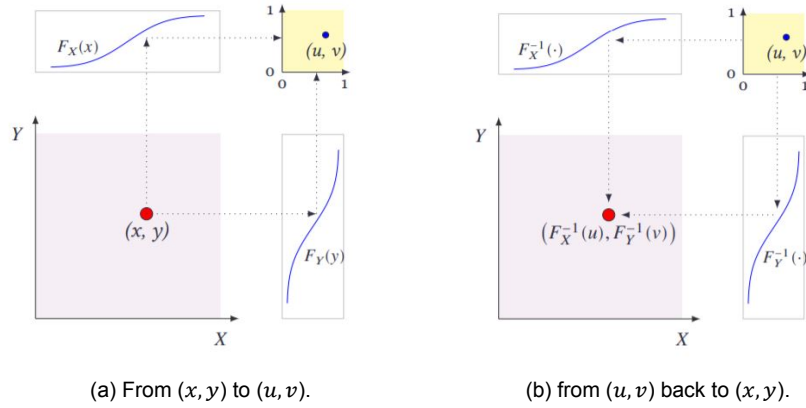 1
F_X(x)
(u, v)
0
0
1
Y
(x, y)
F_Y(y)
X
(a) From (x, y) to (u, v).
1
F_X^{-1}(·)
(u, v)
0
0
1
Y
(F_X^{-1}(u), F_Y^{-1}(v))
F_Y^{-1}(·)
X
(b) from (u, v) back to (x, y).